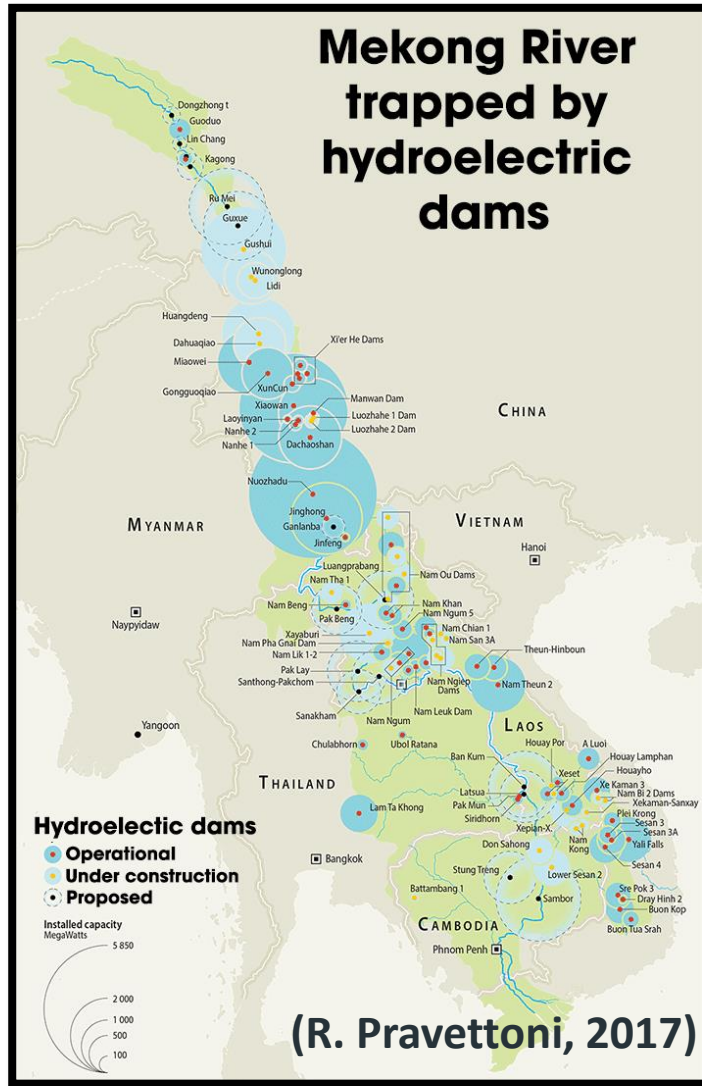 Mekong River
trapped by
hydroelectric
dams
Dongzhong t
Guoduo
Lin Chang
Kagong
Ru Mei
Guxue
Gushui
Wunonglong
Lidi
Huangdeng
Dahuaqiao
Xi'er He Dams
Miaowei
Gongguoqiao
XunCun
Xiaowan
Manwan Dam
CHINA
Laoyinyan
Luozhahe 1 Dam
Nanhe 2
Luozhahe 2 Dam
Nanhe 1
Dachaoshan
Nuozhadu
Jinghong
MYANMAR
Ganlanba
VIETNAM
Jinfeng
Hanoi
Luangprabang
Nam Tha 1
Nam Ou Dams
Nam Beng
Nam Khan
Pak Beng
Nam Ngum 5
Naypyidaw
Xayaburi
Nam Chian 1
Nam Pha Gnai Dam
Nam San 3A
Theun-Hinboun
Nam Lik 1-2
Pak Lay
Nam Ngiep
Dams
Santhong-Pakchom
Nam Theun 2
Sanakham
Nam Leuk Dam
Nam Ngum
LAOS
Yangoon
Chulabhorn
Ubol Ratana
Houay Por
A Luoi
Ban Kum
Houay Lamphan
Xeset
Houayho
THAILAND
Latsua
Xe Kaman 3
Pak Mun
Nam Bi 2 Dams
Siridhorn
Xekaman-Sanxay
Lam Ta Khong
Xepian-X.
Plei Krong
Nam
Kong
Sesan 3
Sesan 3A
Don Sahong
Yali Falls
Stung Treng
Lower Sesan 2
Sesan 4
Bangkok
Battambang 1
Sambor
Sre Pok 3
Dray Hinh 2
Buon Kop
CAMBODIA
Buon Tua Srah
Phnom Penh
Hydroelectic dams
Operational
Under construction
Proposed
Installed capacity
MegaWatts
5 850
2 000
1 000
500
100
(R. Pravettoni, 2017)